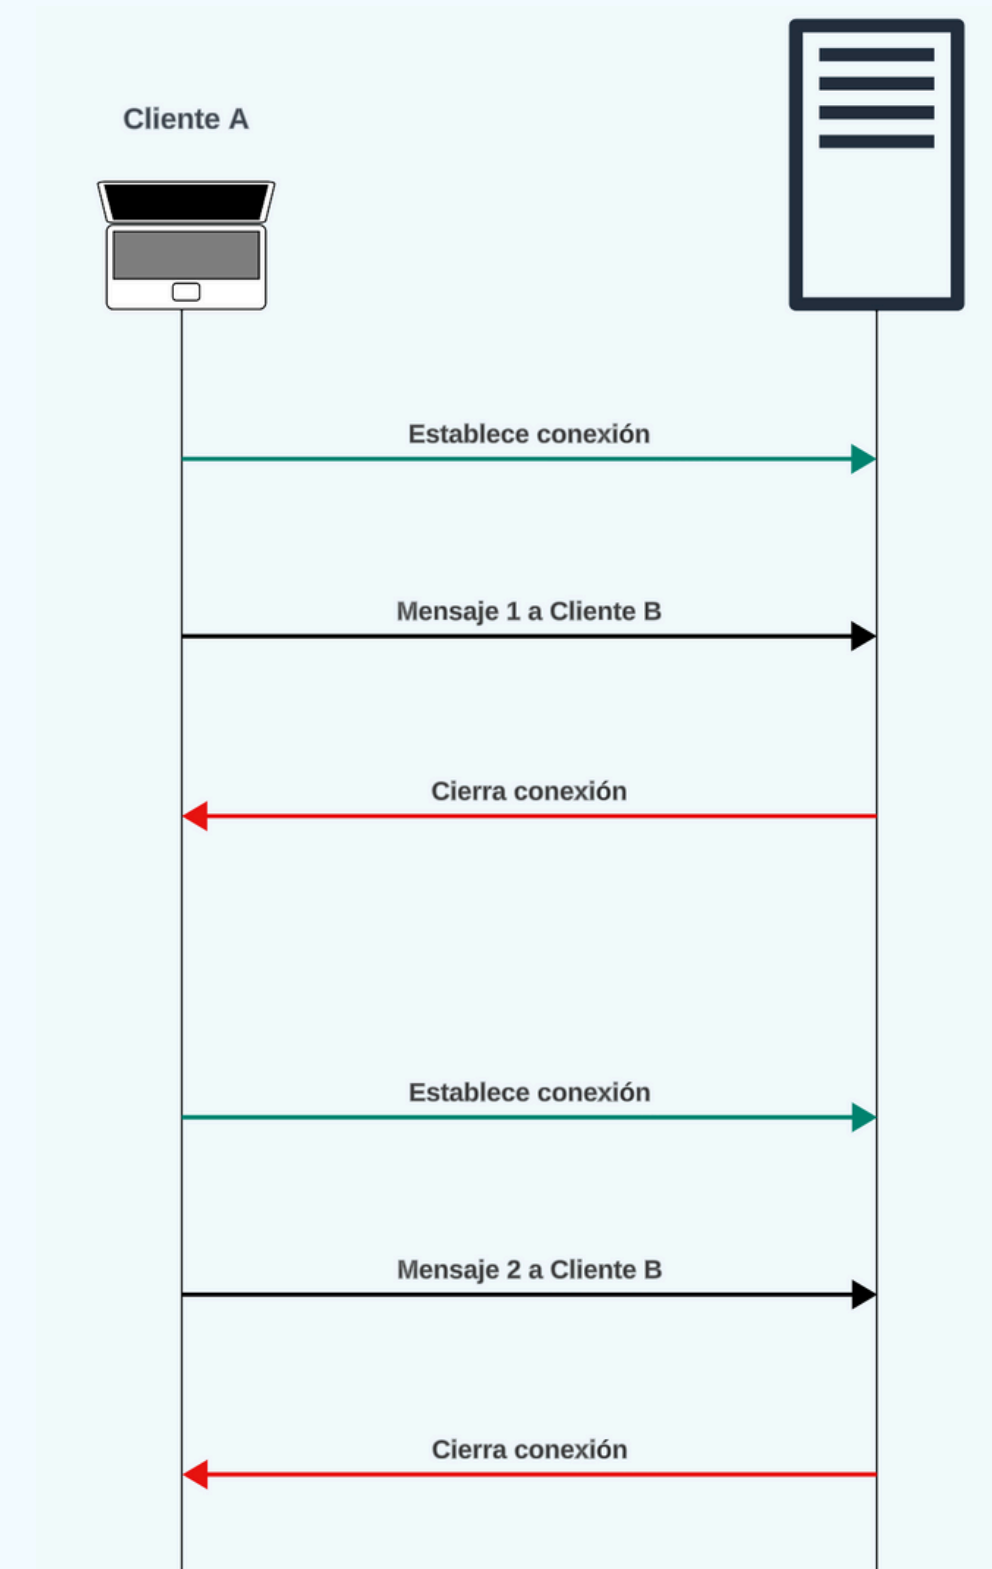 Cliente A
Establece conexión
Mensaje 1 a Cliente B
Cierra conexión
Establece conexión
Mensaje 2 a Cliente B
Cierra conexión